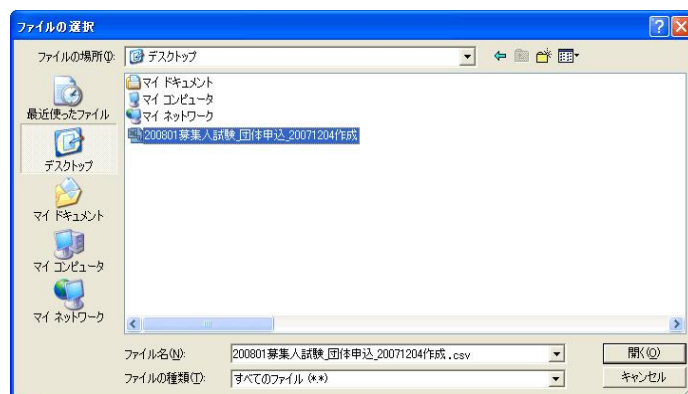 ファイルの選択
ファイルの場所(I):
デスクトップ
最近使ったファイル
デスクトップ
マイ ドキュメント
マイ コンピュータ
マイ ネットワーク
マイ ドキュメント
マイ コンピュータ
マイ ネットワーク
200801募集人試験_団体申込_20071204作成
ファイル名(N):
200801募集人試験_団体申込_20071204作成.csv
開く(O)
ファイルの種類(T):
すべてのファイル (*.*)
キャンセル